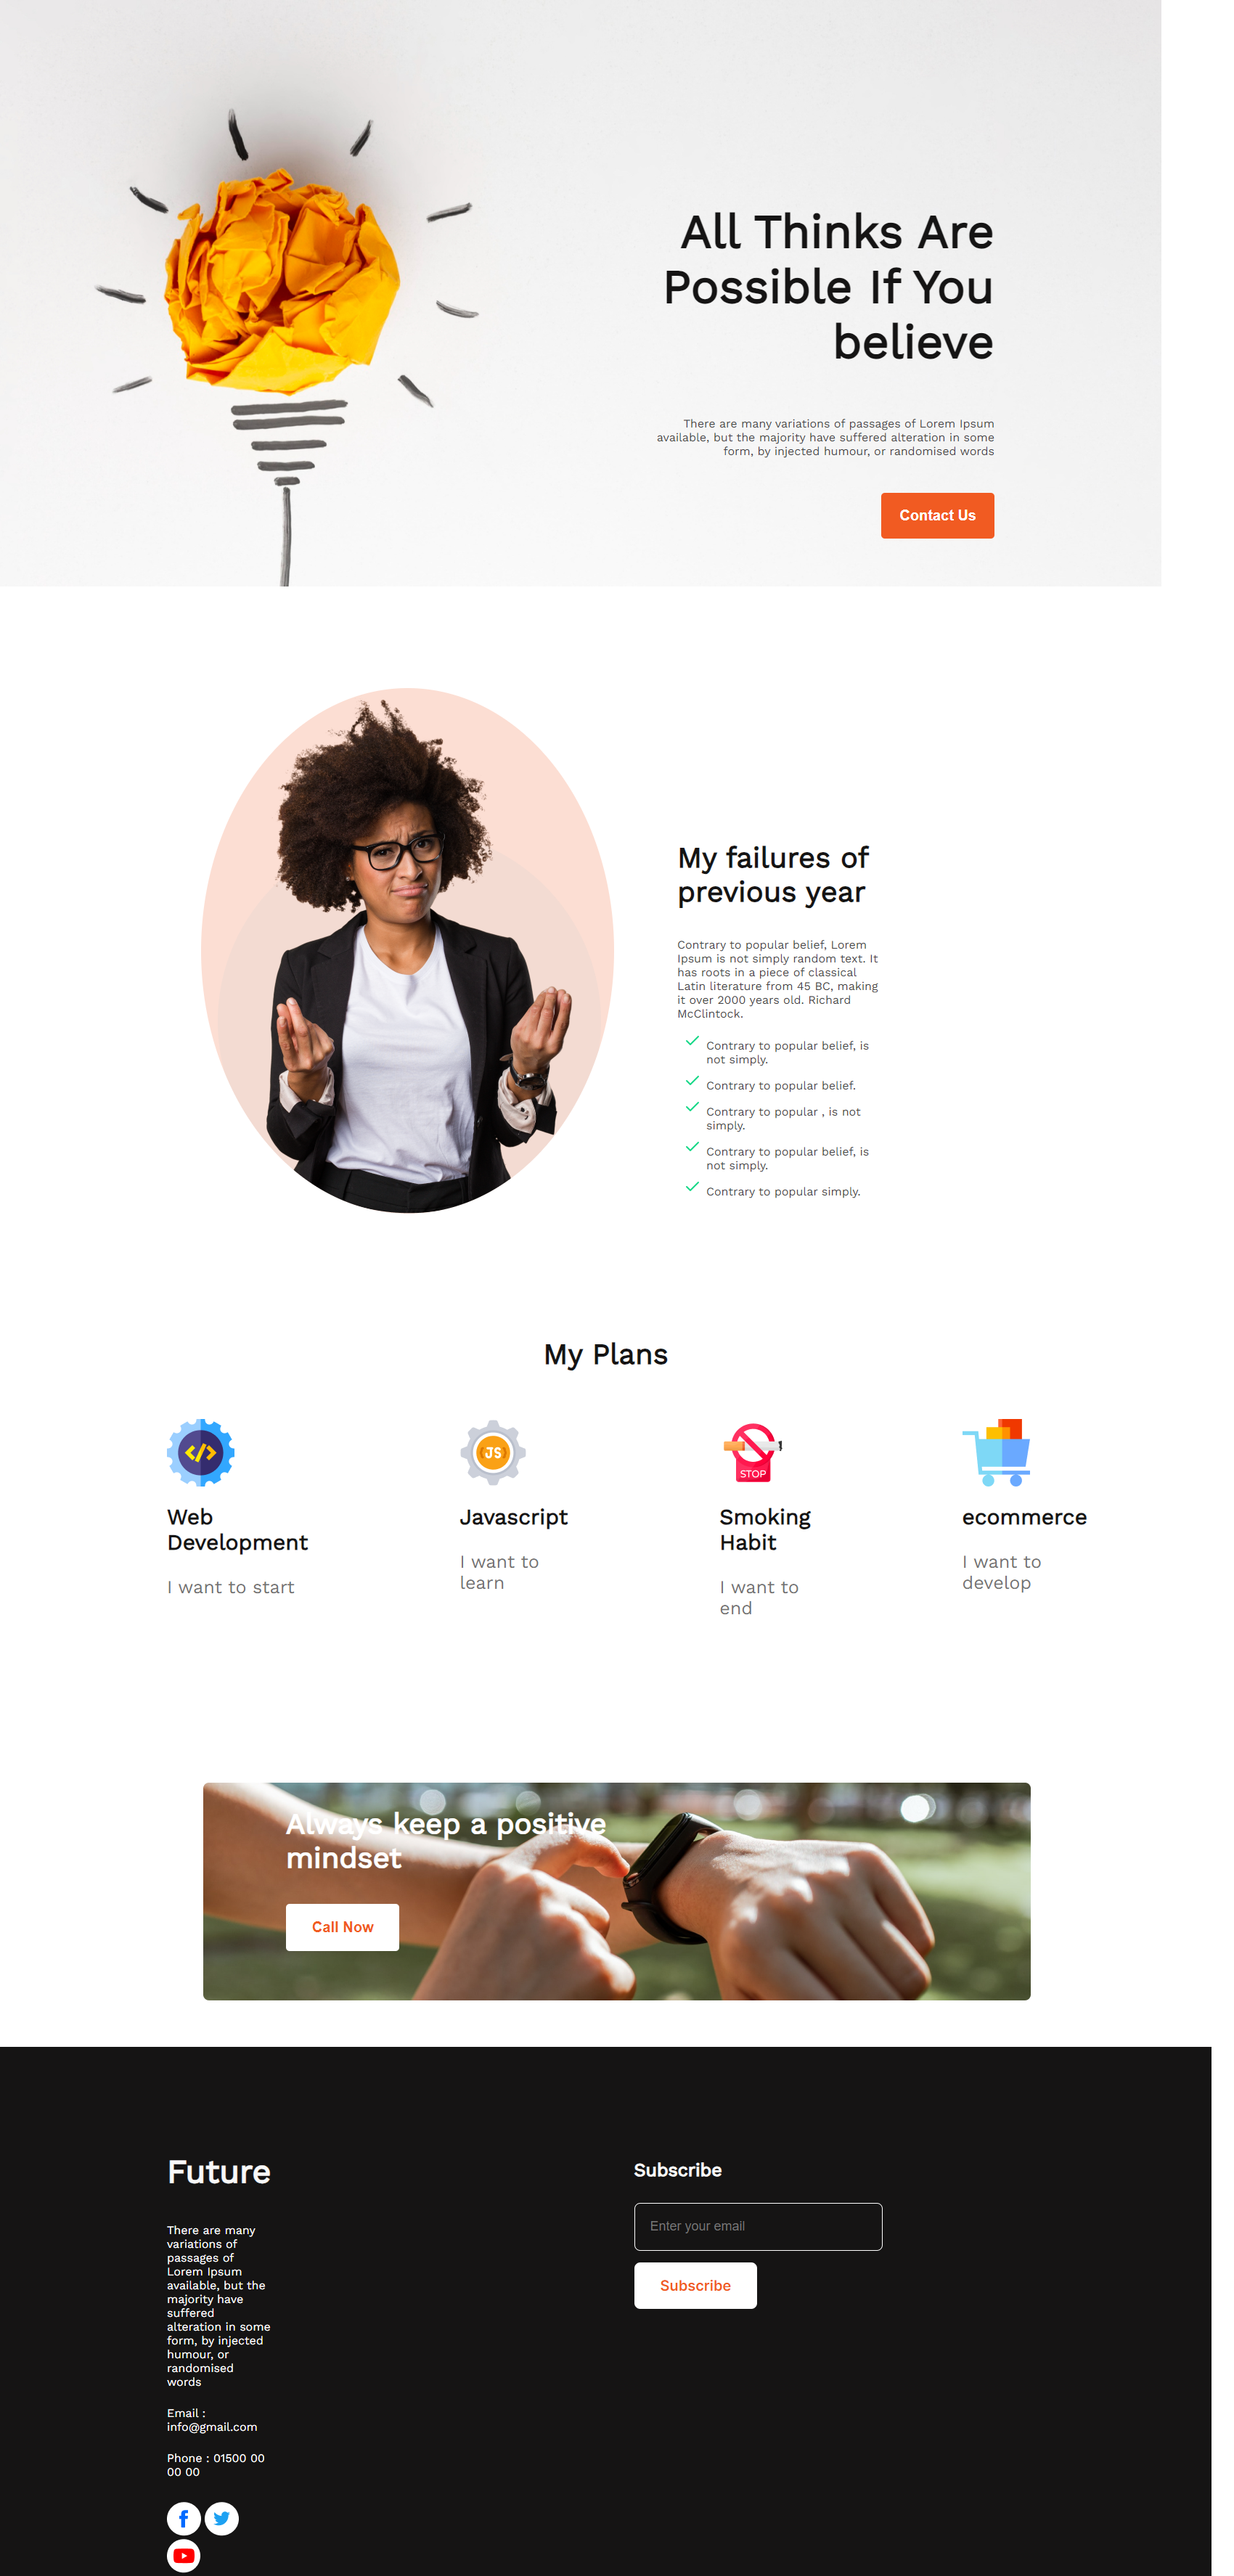 All Thinks Are
Possible If You
believe
There are many variations of passages of Lorem Ipsum
available, but the majority have suffered alteration in some
form, by injected humour, or randomised words
Contact Us
My failures of
previous year
Contrary to popular belief, Lorem
Ipsum is not simply random text. It
has roots in a piece of classical
Latin literature from 45 BC, making
it over 2000 years old. Richard
McClintock.
Contrary to popular belief, is
not simply.
Contrary to popular belief.
Contrary to popular , is not
simply.
Contrary to popular belief, is
not simply.
Contrary to popular simply.
My Plans
</>
Web
Development
I want to start
JS
Javascript
I want to
learn
STOP
Smoking
Habit
I want to
end
ecommerce
I want to
develop
Always keep a positive
mindset
Call Now
Future
There are many
variations of
passages of
Lorem Ipsum
available, but the
majority have
suffered
alteration in some
form, by injected
humour, or
randomised
words
Email :
info@gmail.com
Phone : 01500 00
00 00
Subscribe
Enter your email
Subscribe